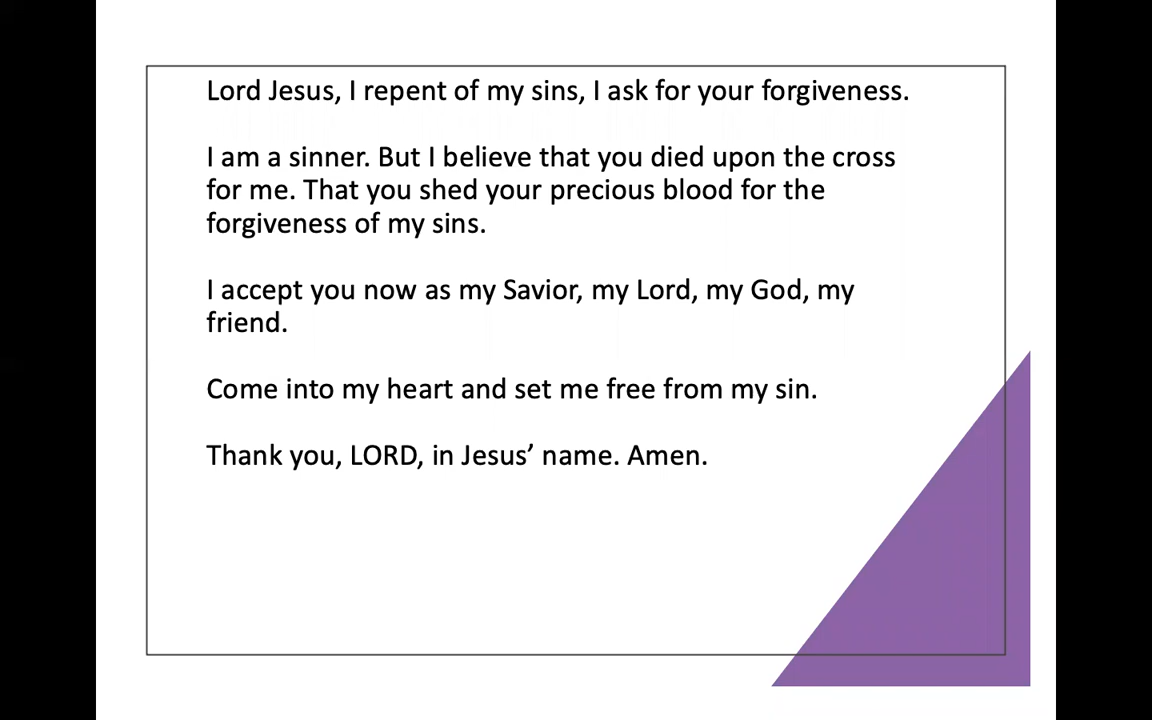 Lord Jesus, I repent of my sins, I ask for your forgiveness.
I am a sinner. But I believe that you died upon the cross
for me. That you shed your precious blood for the
forgiveness of my sins.
I accept you now as my Savior, my Lord, my God, my
friend.
Come into my heart and set me free from my sin.
Thank you, LORD, in Jesus’ name. Amen.